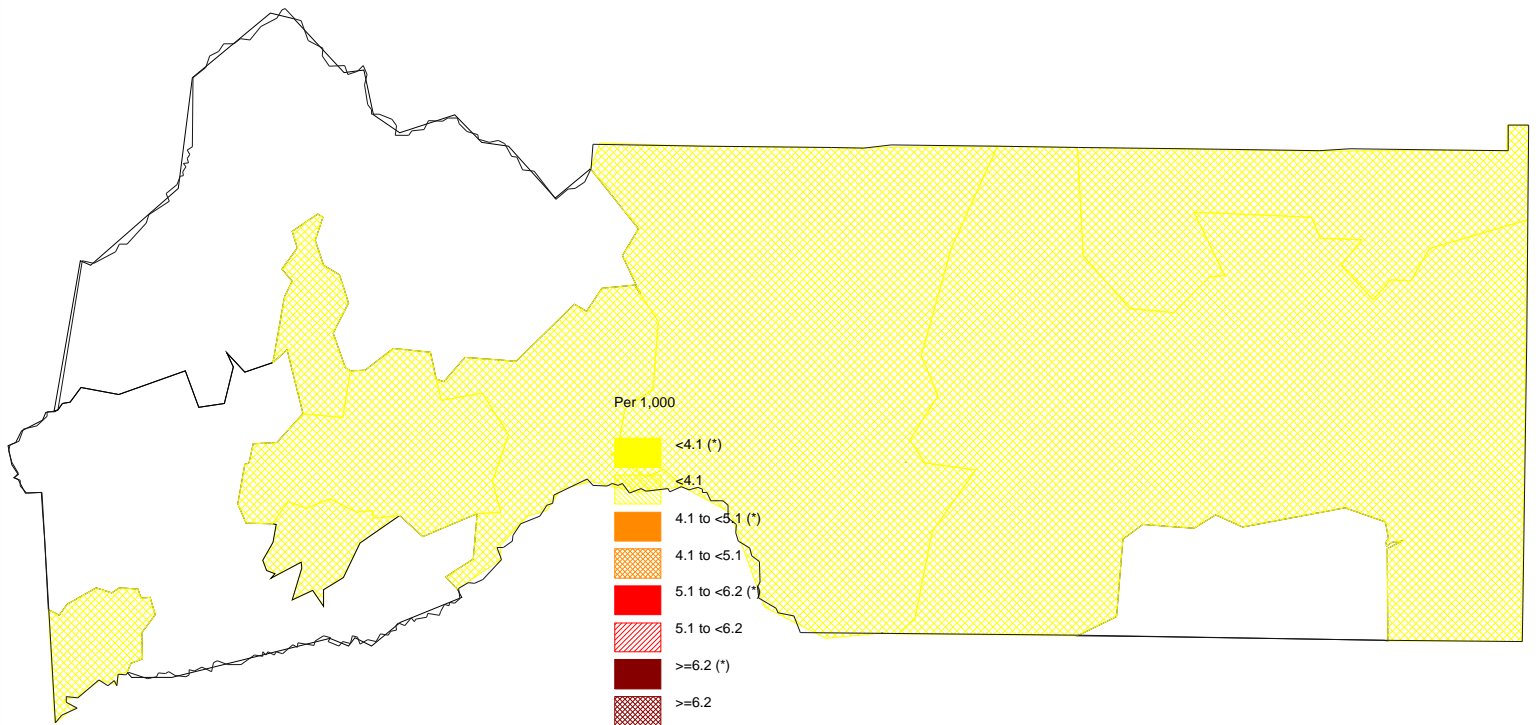 Per 1,000
<4.1 (*)
<4.1
4.1 to <5.1 (*)
4.1 to <5.1
5.1 to <6.2 (*)
5.1 to <6.2
>=6.2 (*)
>=6.2